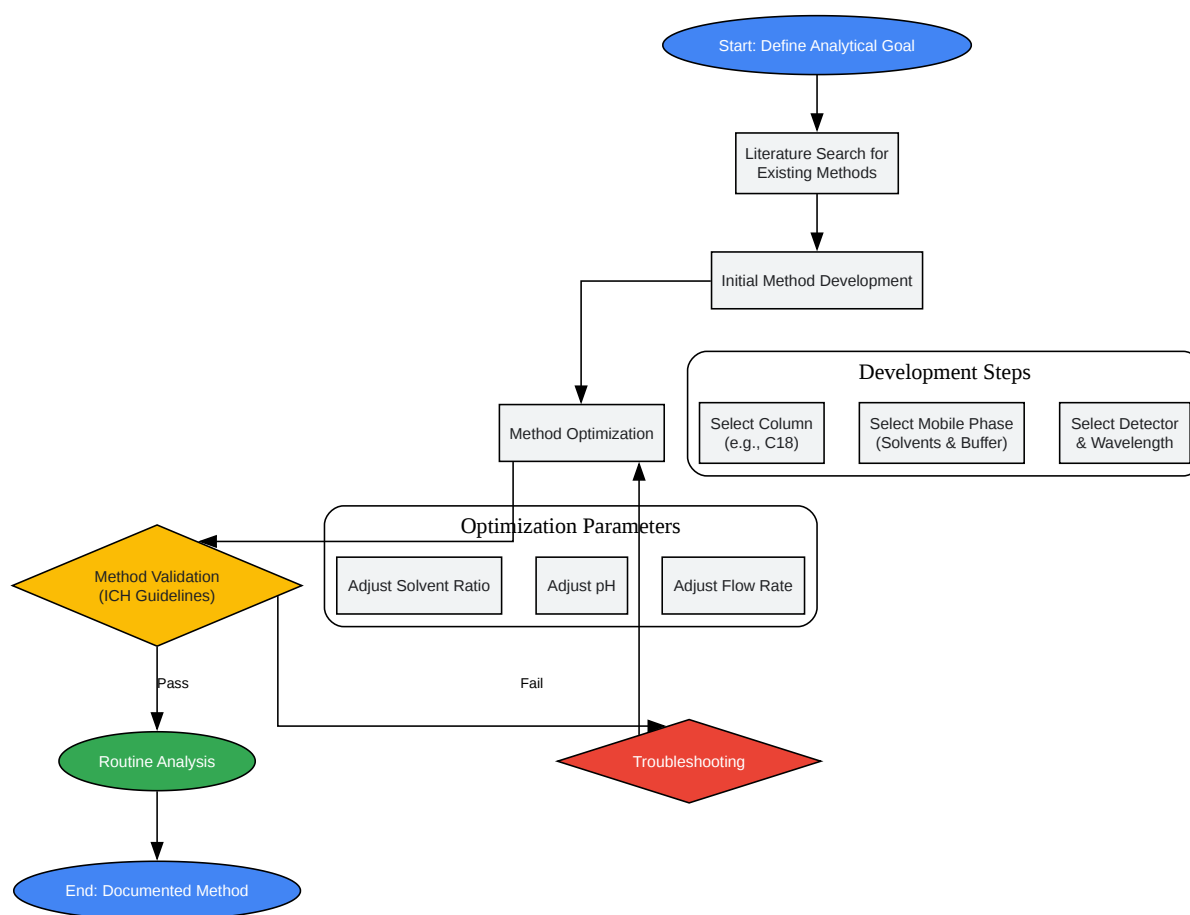 Start: Define Analytical Goal
Literature Search for
Existing Methods
Initial Method Development
Development Steps
Select Column
(e.g., C18)
Select Mobile Phase
(Solvents & Buffer)
Select Detector
& Wavelength
Method Optimization
Optimization Parameters
Adjust Solvent Ratio
Adjust pH
Adjust Flow Rate
Method Validation
(ICH Guidelines)
Pass
Fail
Routine Analysis
Troubleshooting
End: Documented Method